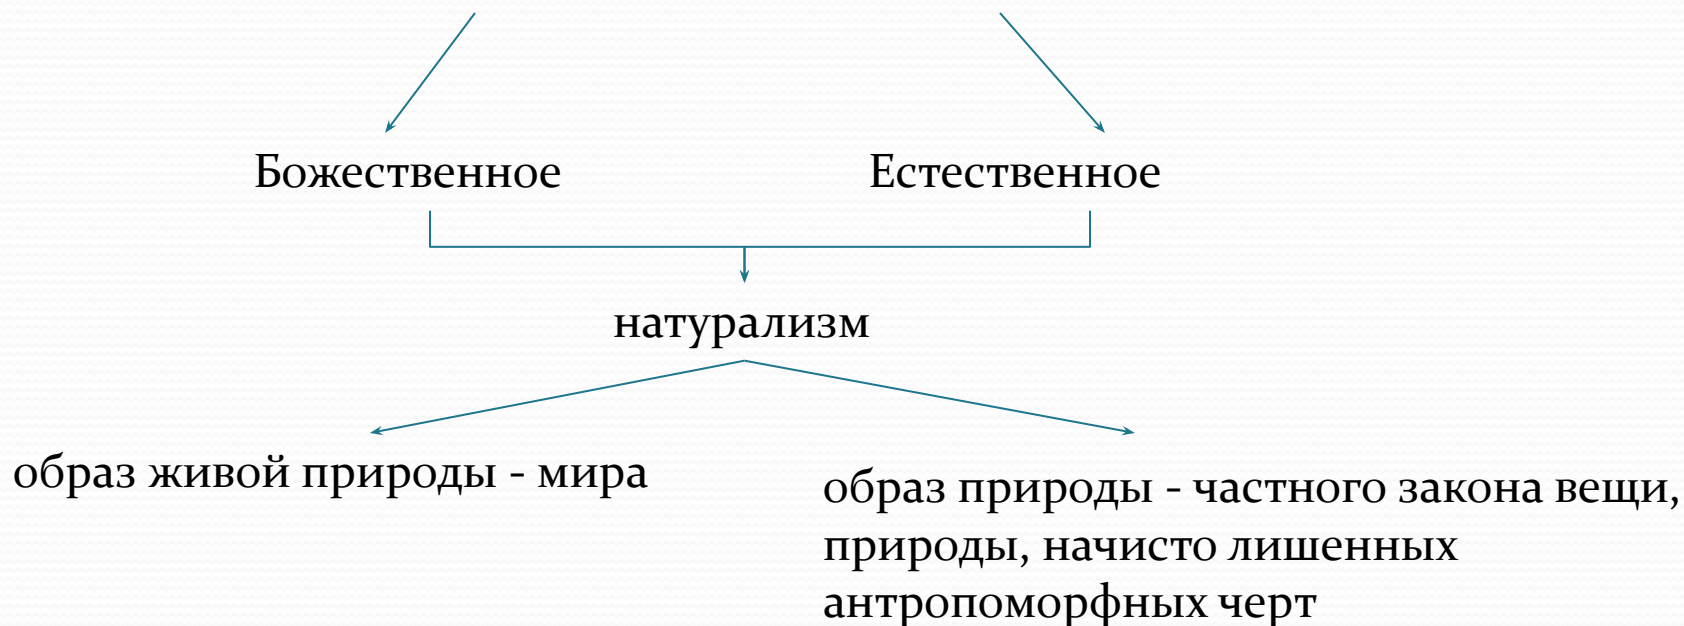 Божественное
Естественное
натурализм
образ живой природы - мира
образ природы - частного закона вещи,
природы, начисто лишенных
антропоморфных черт